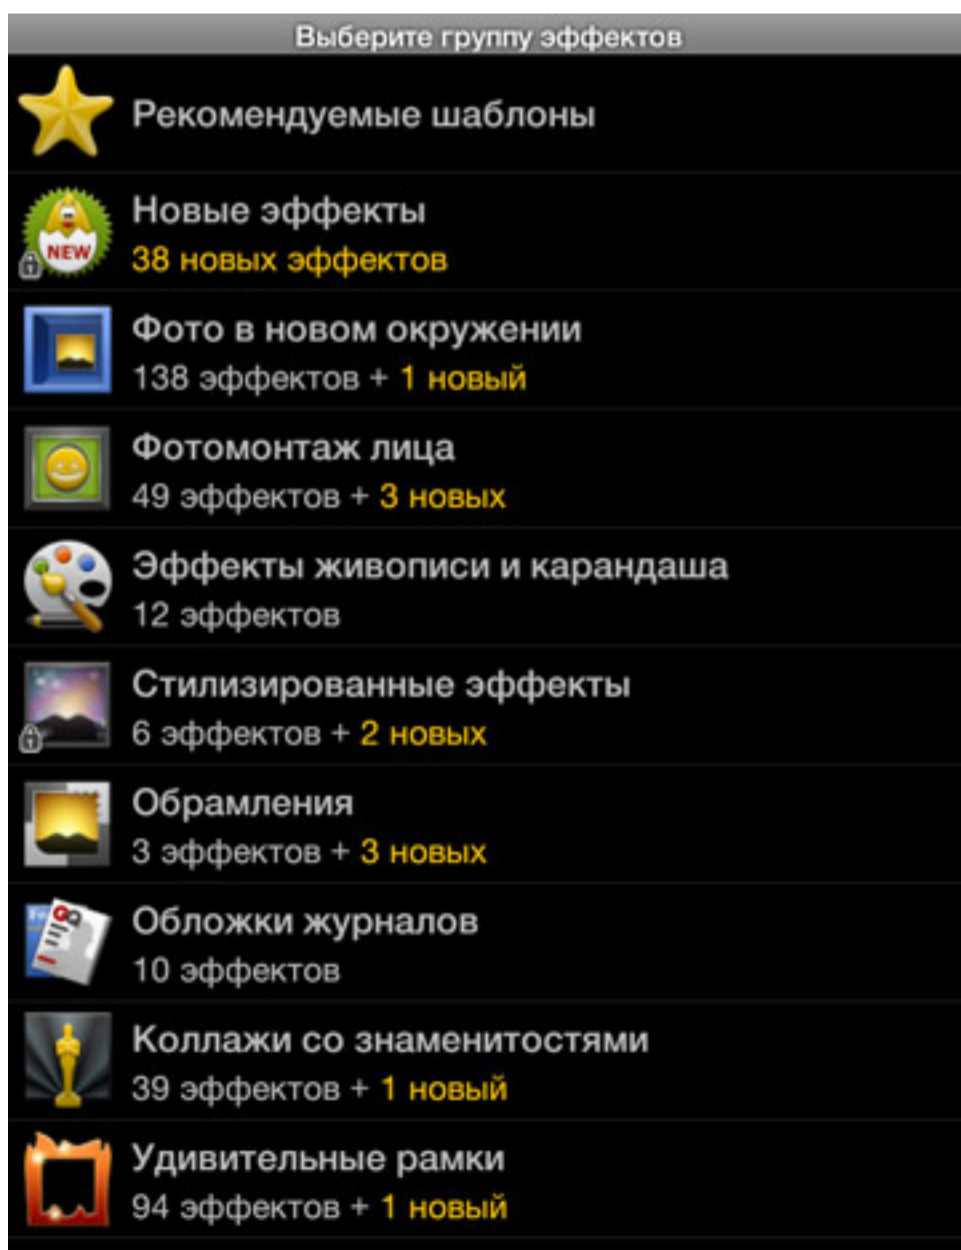 Выберите группу эффектов
Рекомендуемые шаблоны
Новые эффекты
NEW
38 новых эффектов
Фото в новом окружении
138 эффектов + 1 новый
Фотомонтаж лица
49 эффектов + 3 новых
Эффекты живописи и карандаша
12 эффектов
Стилизированные эффекты
6 эффектов + 2 новых
Обрамления
3 эффектов + 3 новых
Обложки журналов
GQ
10 эффектов
Коллажи со знаменитостями
39 эффектов + 1 новый
Удивительные рамки
94 эффектов + 1 новый